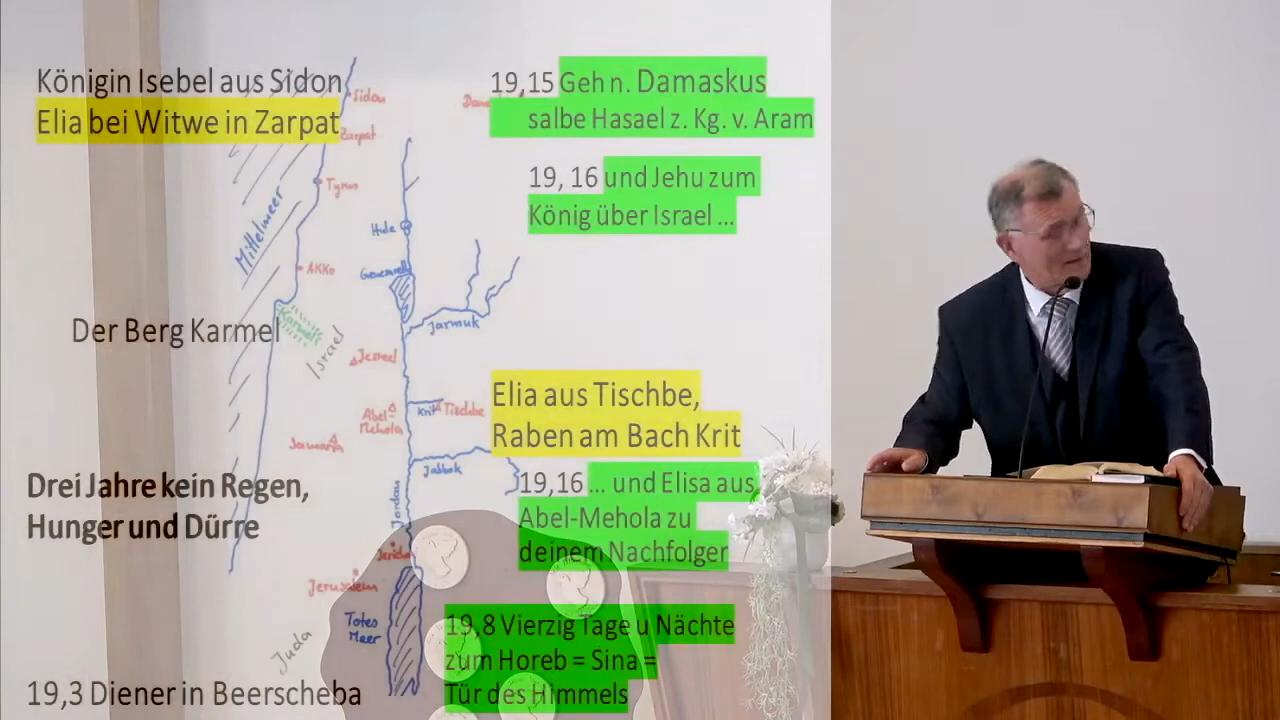 Königin Isebel aus Sidon
Elia bei Witwe in Zarpat
19,15 Geh n. Damaskus
salbe Hasael z. Kg. v. Aram
19, 16 und Jehu zum
König über Israel ...
Sidon
Zarpat
Tyrus
Mittelmeer
Hule
AKKo
Karmel
Der Berg Karmel
Israel
Jarmuk
Jesreel
Elia aus Tischbe,
Raben am Bach Krit
Abel-
Mehola
Krit
Tischbe
Samaria
Jabbok
Drei Jahre kein Regen,
Hunger und Dürre
19,16 ... und Elisa aus
Abel-Mehola zu
deinem Nachfolger
Jordan
Jericho
Jerusalem
Totes
Meer
Juda
19,8 Vierzig Tage u Nächte
zum Horeb = Sina =
Tür des Himmels
19,3 Diener in Beerscheba